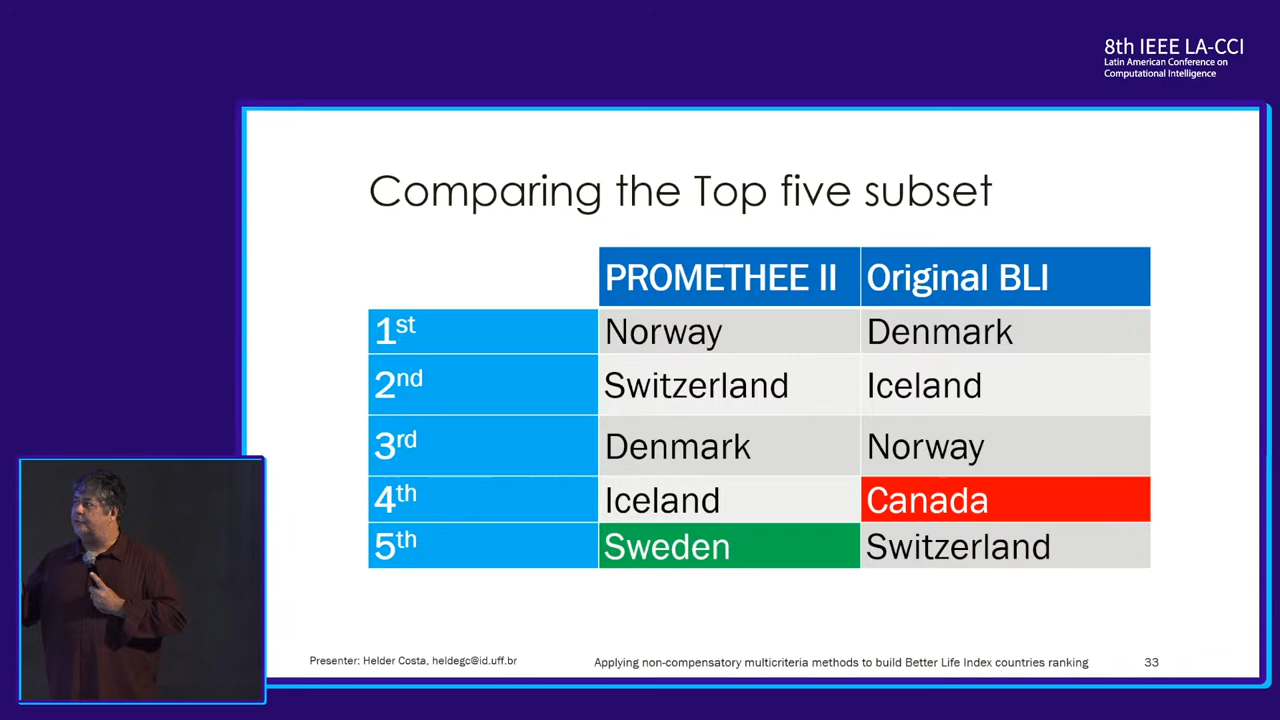 8th IEEE LA-CCI
Latin American Conference on
Computational Intelligence
Comparing the Top five subset
PROMETHEE II Original BLI
1st Norway Denmark
2nd Switzerland Iceland
3rd Denmark Norway
4th Iceland Canada
5th Sweden Switzerland
Presenter: Helder Costa, heldegc@id.uff.br Applying non-compensatory multicriteria methods to build Better Life Index countries ranking 33